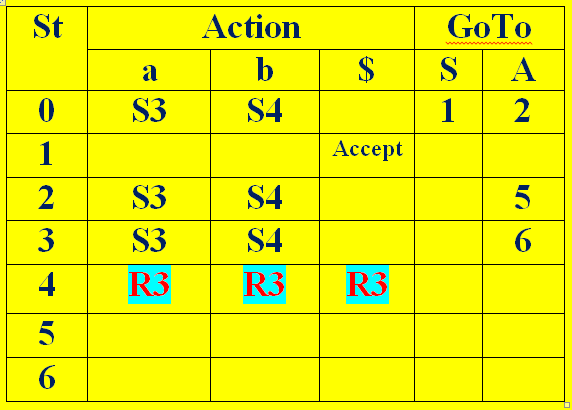 St Action GoTo
a b $ S A
0 S3 S4 1 2
1 Accept
2 S3 S4 5
3 S3 S4 6
4 R3 R3 R3
5
6